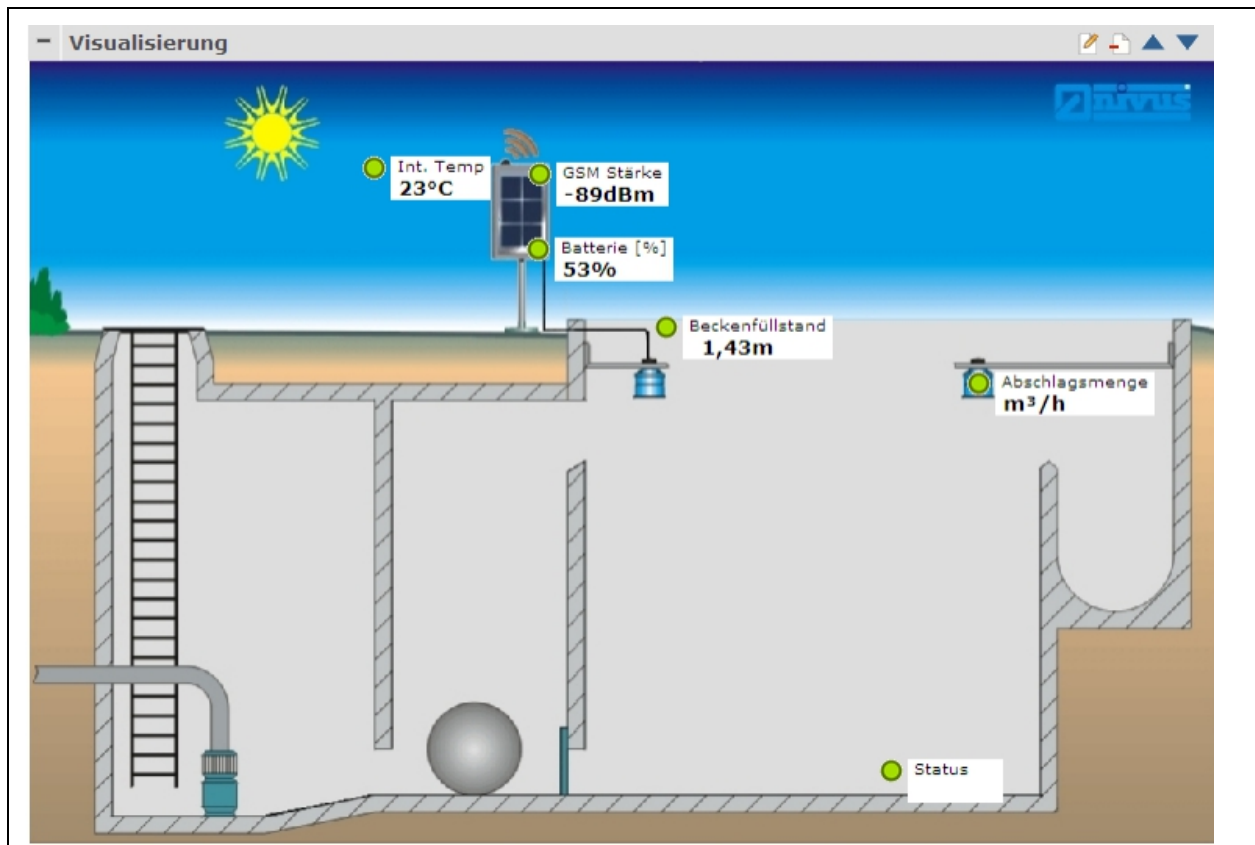 Visualisierung
nivus
Int. Temp
23°C
GSM Stärke
-89dBm
Batterie [%]
53%
Beckenfüllstand
1,43m
Abschlagsmenge
m³/h
Status